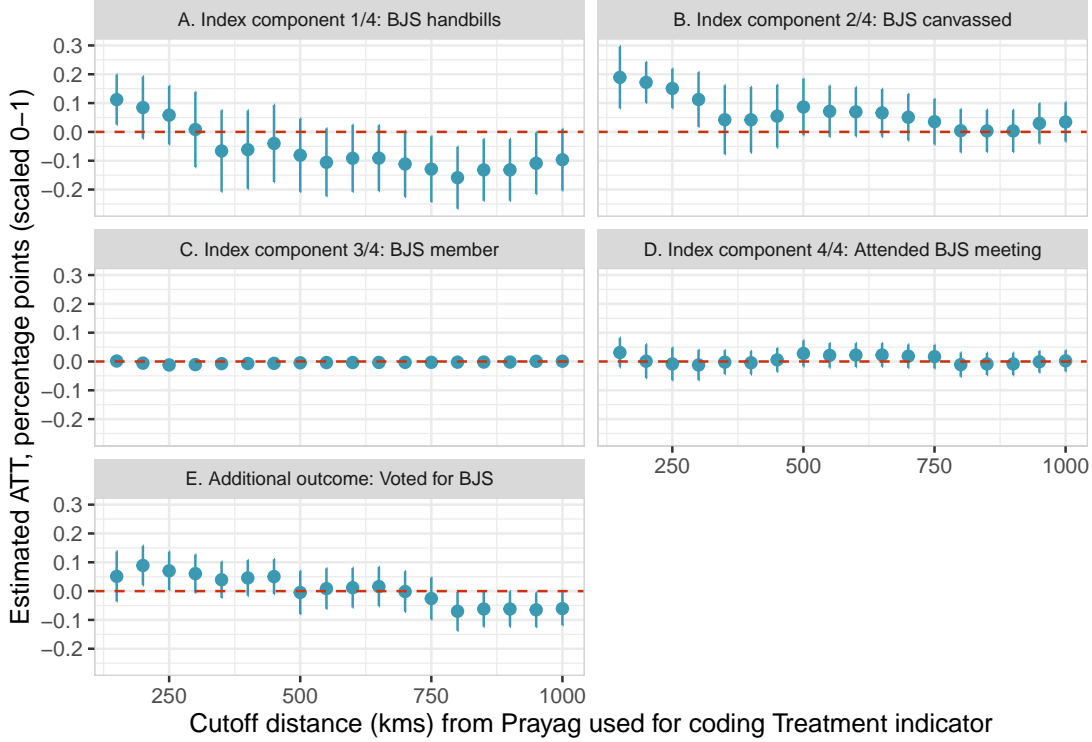 A. Index component 1/4: BJS handbills
B. Index component 2/4: BJS canvassed
0.3
0.2
0.1
0.0
−0.1
−0.2
C. Index component 3/4: BJS member
D. Index component 4/4: Attended BJS meeting
0.3
0.2
0.1
0.0
−0.1
−0.2
250 500 750 1000
E. Additional outcome: Voted for BJS
0.3
0.2
0.1
0.0
−0.1
−0.2
250 500 750 1000
Estimated ATT, percentage points (scaled 0−1)
Cutoff distance (kms) from Prayag used for coding Treatment indicator